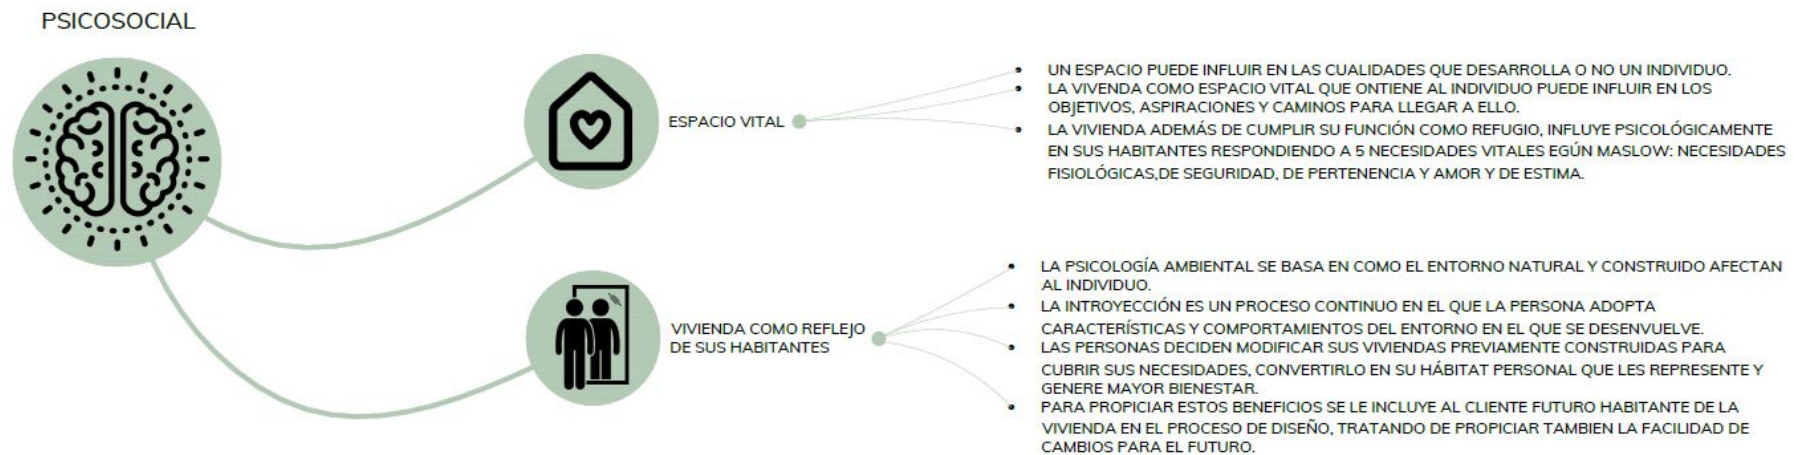 PSICOSOCIAL
ESPACIO VITAL
• UN ESPACIO PUEDE INFLUIR EN LAS CUALIDADES QUE DESARROLLA O NO UN INDIVIDUO.
• LA VIVENDA COMO ESPACIO VITAL QUE ONTIENE AL INDIVIDUO PUEDE INFLUIR EN LOS
OBJETIVOS, ASPIRACIONES Y CAMINOS PARA LLEGAR A ELLO.
• LA VIVIENDA ADEMÁS DE CUMPLIR SU FUNCIÓN COMO REFUGIO, INFLUYE PSICOLÓGICAMENTE
EN SUS HABITANTES RESPONDIENDO A 5 NECESIDADES VITALES EGÚN MASLOW: NECESIDADES
FISIOLÓGICAS,DE SEGURIDAD, DE PERTENENCIA Y AMOR Y DE ESTIMA.
VIVIENDA COMO REFLEJO
DE SUS HABITANTES
• LA PSICOLOGÍA AMBIENTAL SE BASA EN COMO EL ENTORNO NATURAL Y CONSTRUIDO AFECTAN
AL INDIVIDUO.
• LA INTROYECCIÓN ES UN PROCESO CONTINUO EN EL QUE LA PERSONA ADOPTA
CARACTERÍSTICAS Y COMPORTAMIENTOS DEL ENTORNO EN EL QUE SE DESENVUELVE.
• LAS PERSONAS DECIDEN MODIFICAR SUS VIVIENDAS PREVIAMENTE CONSTRUIDAS PARA
CUBRIR SUS NECESIDADES, CONVERTIRLO EN SU HÁBITAT PERSONAL QUE LES REPRESENTE Y
GENERE MAYOR BIENESTAR.
• PARA PROPICIAR ESTOS BENEFICIOS SE LE INCLUYE AL CLIENTE FUTURO HABITANTE DE LA
VIVIENDA EN EL PROCESO DE DISEÑO, TRATANDO DE PROPICIAR TAMBIEN LA FACILIDAD DE
CAMBIOS PARA EL FUTURO.